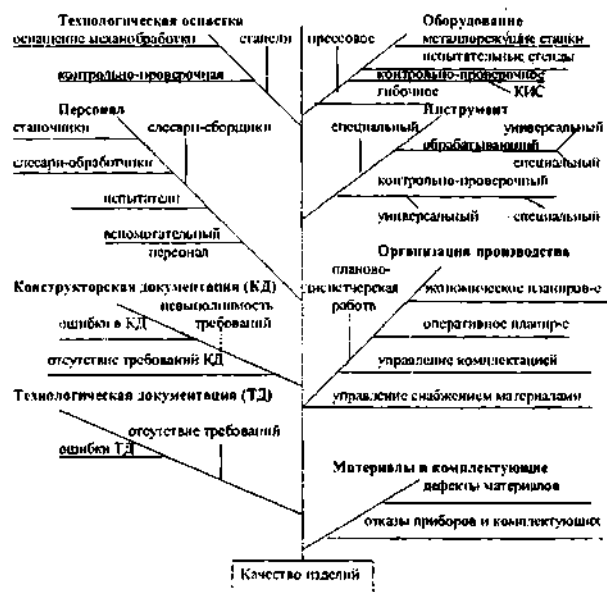 Технологическая оснастка
оснащение механобработки
стапели
контрольно-проверочная
прессовое
Оборудование
металлорежущие станки
испытательные стенды
контрольно-проверочное
гибочное
КИС
Персонал
станочники
слесари-сборщики
слесари-обработчики
испытатели
вспомогательный
персонал
Инструмент
специальный
универсальный
обрабатывающий
специальный
контрольно-проверочный
универсальный
специальный
Конструкторская документация (КД)
невыполнимость
ошибки в КД
требований
отсутствие требований КД
Организация производства
планово-
диспетчерская
работа
экономическое планиров-е
оперативное планир-е
управление комплектацией
управление снабжением материалами
Технологическая документация (ТД)
отсутствие требований
ошибки ТД
Материалы и комплектующие
дефекты материалов
отказы приборов и комплектующих
Качество изделий